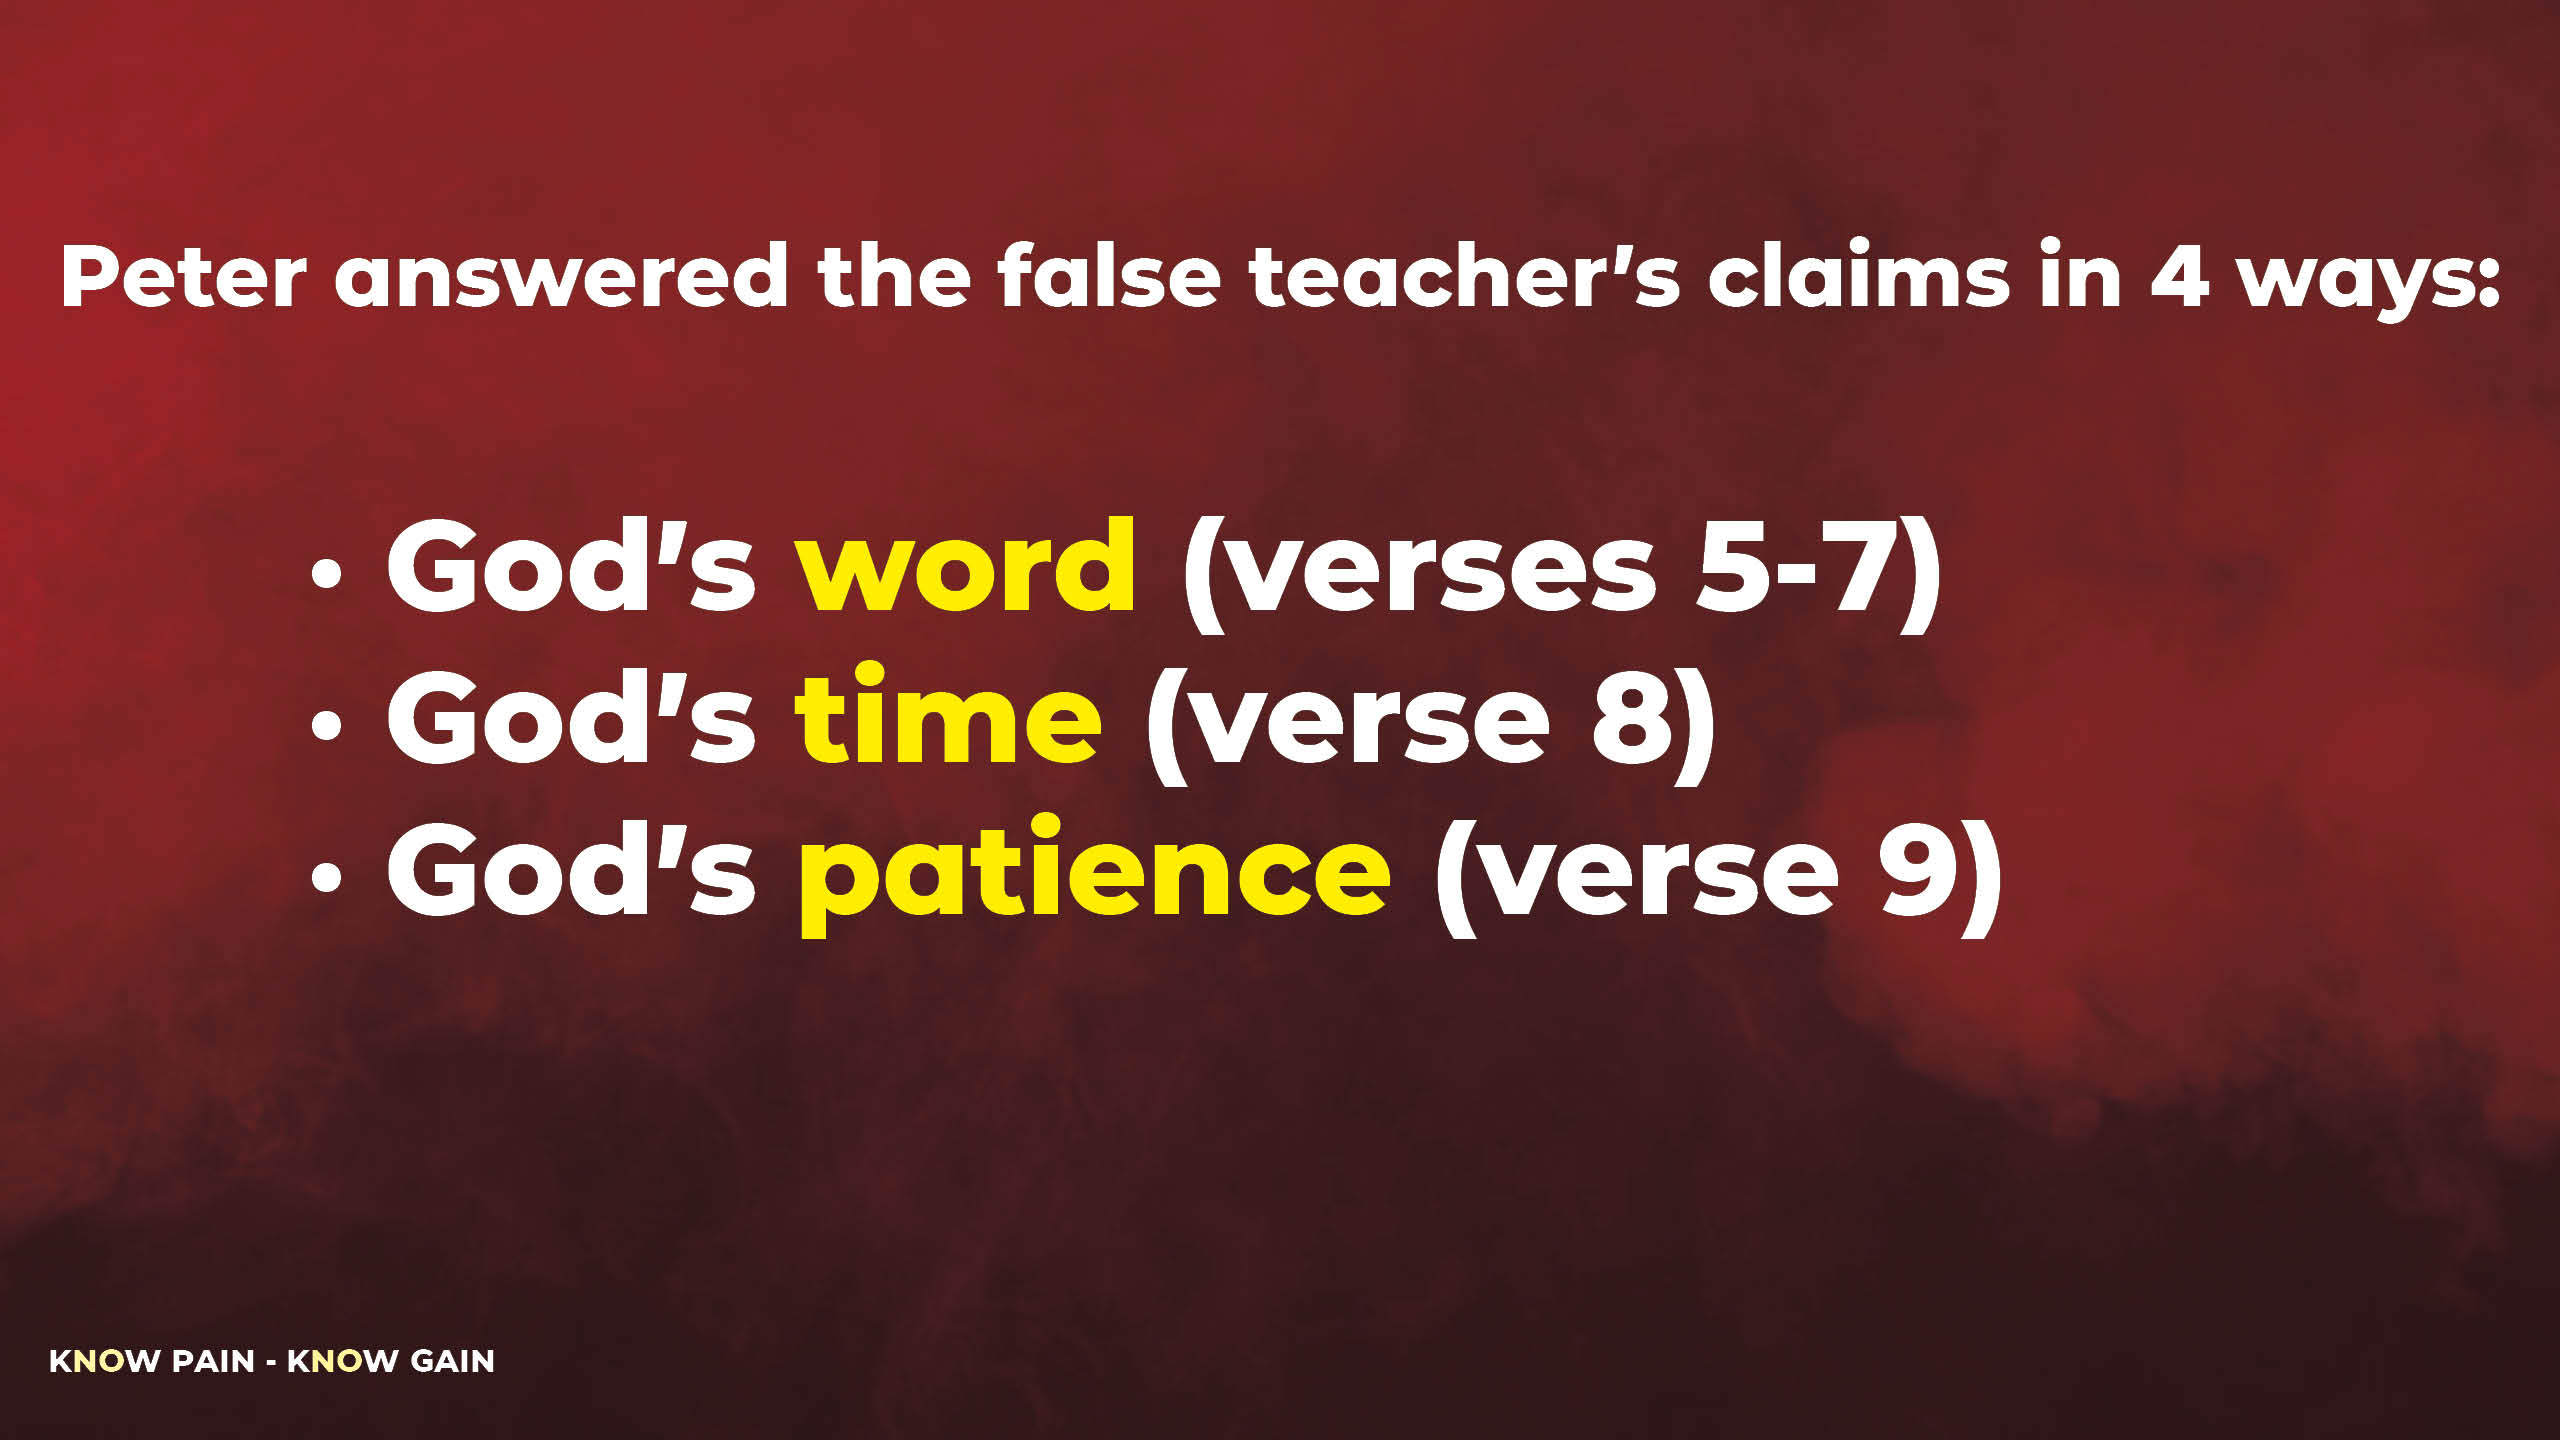 Peter answered the false teacher's claims in 4 ways:
• God's word (verses 5-7)
• God's time (verse 8)
• God's patience (verse 9)
KNOW PAIN - KNOW GAIN